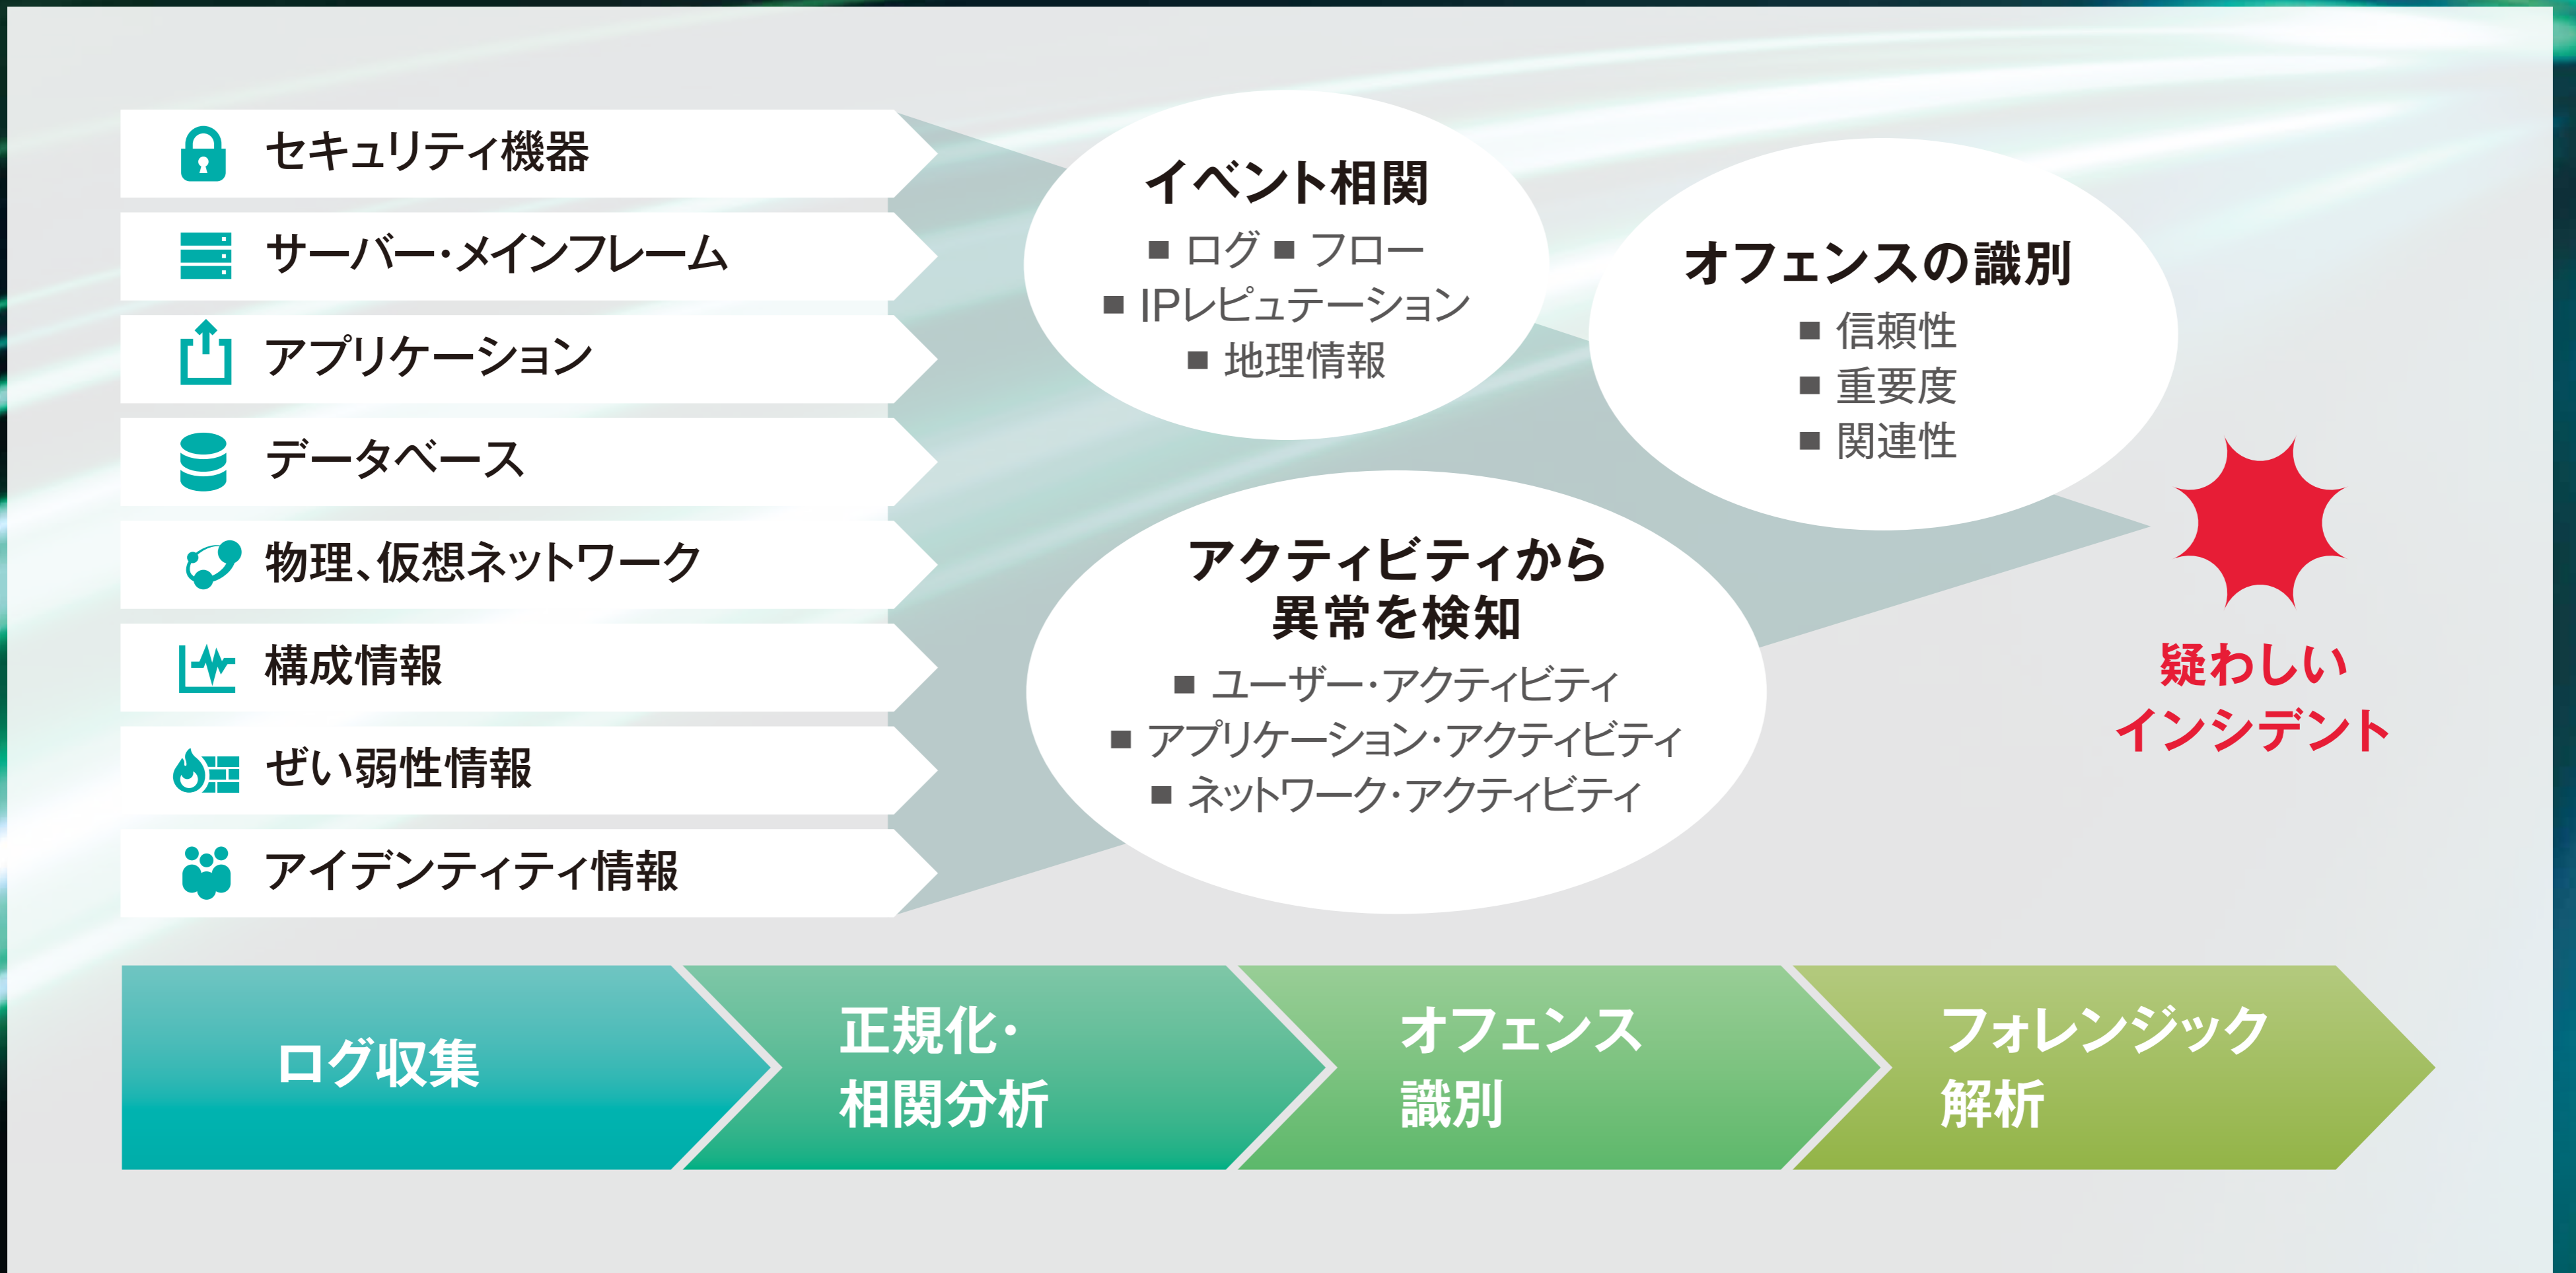 セキュリティ機器
サーバー・メインフレーム
アプリケーション
データベース
物理、仮想ネットワーク
構成情報
ぜい弱性情報
アイデンティティ情報
イベント相関
■ ログ ■ フロー
■ IPレピュテーション
■ 地理情報
アクティビティから
異常を検知
■ ユーザー・アクティビティ
■ アプリケーション・アクティビティ
■ ネットワーク・アクティビティ
オフェンスの識別
■ 信頼性
■ 重要度
■ 関連性
疑わしい
インシデント
ログ収集
正規化・
相関分析
オフェンス
識別
フォレンジック
解析